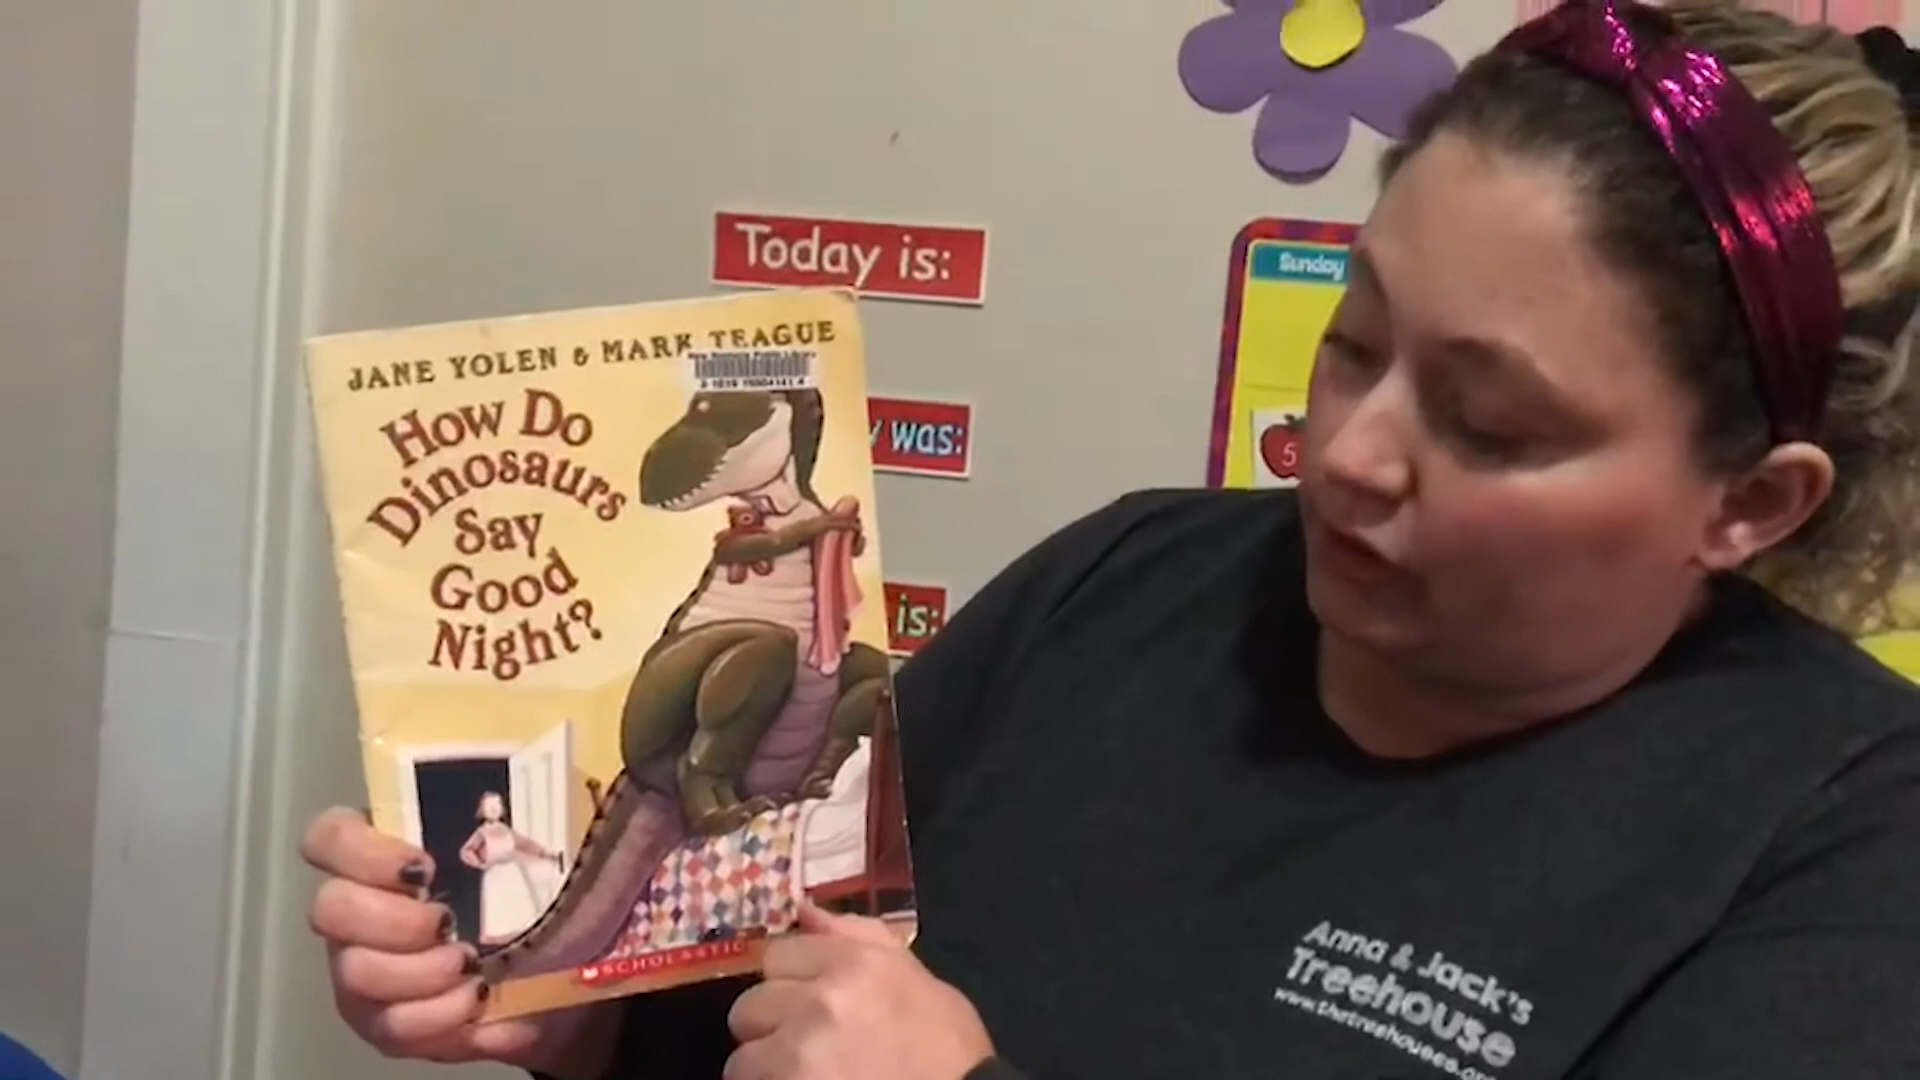 Today is:
Sunday
JANE YOLEN & MARK TEAGUE
How Do
Dinosaurs
Say
Good
Night?
was:
5
is:
SCHOLASTIC
Anna & Jack's
Treehouse